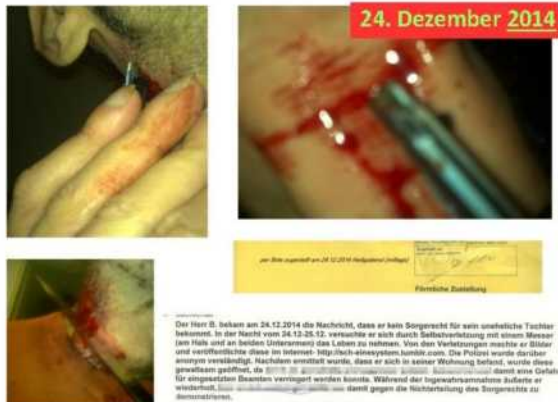 24. Dezember 2014
per Bote zugestellt am 24.12.2014 Heiligabend (mittags)
Förmliche Zustellung
Der Herr B. bekam am 24.12.2014 die Nachricht, dass er kein Sorgerecht für sein uneheliche Tochter
bekommt. In der Nacht vom 24.12-25.12. versuchte er sich durch Selbstverletzung mit einem Messer
(am Hals und an beiden Unterarmen) das Leben zu nehmen. Von den Verletzungen machte er Bilder
und veröffentlichte diese im Internet- http://sch-einesystem.tumblr.com. Die Polizei wurde darüber
anonym verständigt. Nachdem ermittelt wurde, dass er sich in seiner Wohnung befand, wurde diese
gewaltsam geöffnet, da damit eine Gefahr
für eingesetzten Beamten verringert werden konnte. Während der Ingewahrsamnahme äußerte er
wiederholt, damit gegen die Nichterteilung des Sorgerechts zu
demonstrieren.